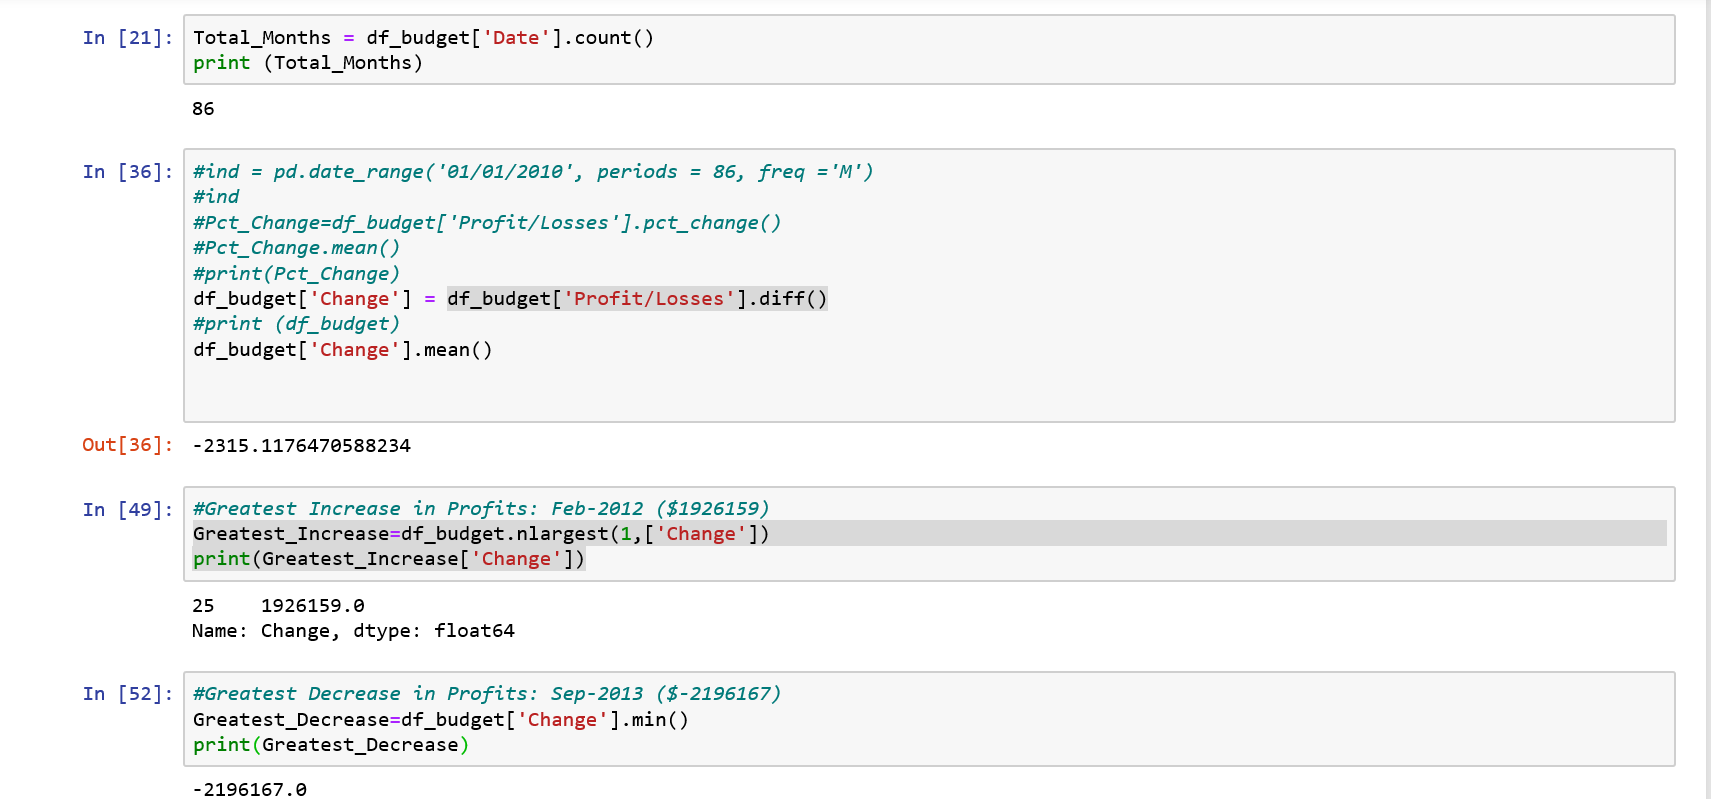 In [21]: Total_Months = df_budget['Date'].count()
print (Total_Months)
86
In [36]: #ind = pd.date_range('01/01/2010', periods = 86, freq ='M')
#ind
#Pct_Change=df_budget['Profit/Losses'].pct_change()
#Pct_Change.mean()
#print(Pct_Change)
df_budget['Change'] = df_budget['Profit/Losses'].diff()
#print (df_budget)
df_budget['Change'].mean()
Out[36]: -2315.1176470588234
In [49]: #Greatest Increase in Profits: Feb-2012 ($1926159)
Greatest_Increase=df_budget.nlargest(1,['Change'])
print(Greatest_Increase['Change'])
25    1926159.0
Name: Change, dtype: float64
In [52]: #Greatest Decrease in Profits: Sep-2013 ($-2196167)
Greatest_Decrease=df_budget['Change'].min()
print(Greatest_Decrease)
-2196167.0